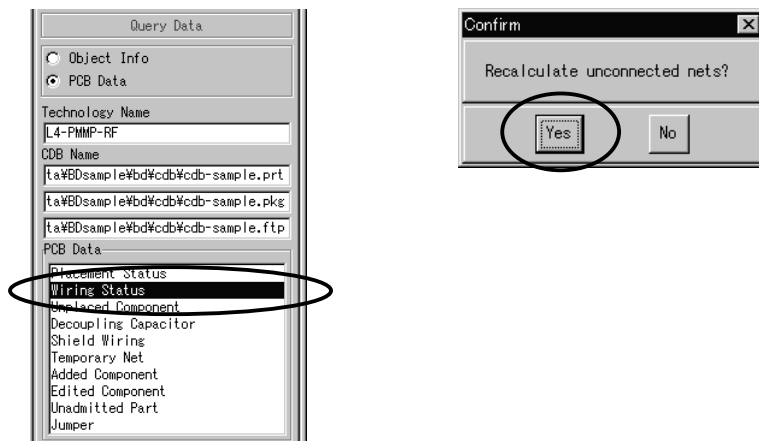 Query Data
Object Info
PCB Data
Technology Name
L4-PMMP-RF
CDB Name
ta¥BDsample¥bd¥cdb¥cdb-sample.prt
ta¥BDsample¥bd¥cdb¥cdb-sample.pkg
ta¥BDsample¥bd¥cdb¥cdb-sample.ftp
PCB Data
Placement Status
Wiring Status
Unplaced Component
Decoupling Capacitor
Shield Wiring
Temporary Net
Added Component
Edited Component
Unadmitted Part
Jumper
Confirm
Recalculate unconnected nets?
Yes
No